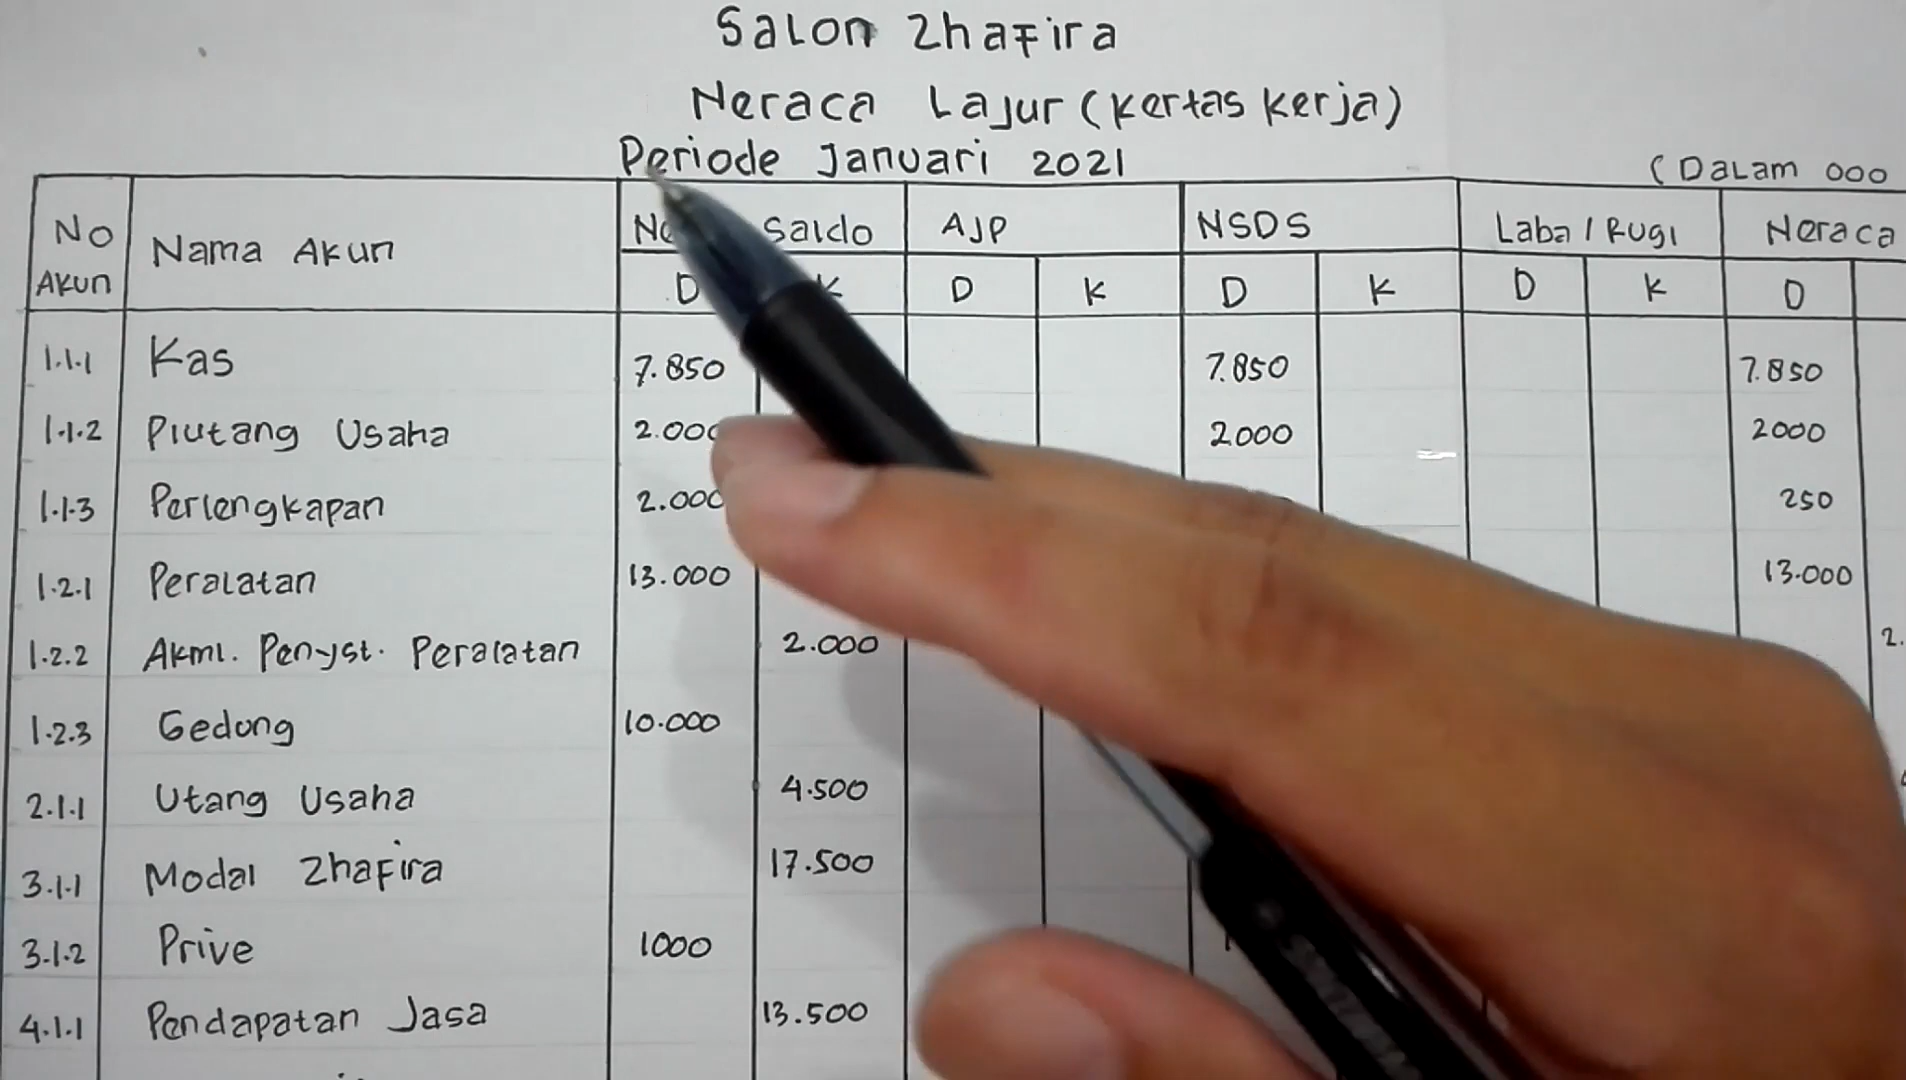 Salon Zhafira
Neraca Lajur (Kertas Kerja)
Periode Januari 2021
(Dalam 000
No Akun Nama Akun Saldo AJP NSDS Laba / Rugi Neraca
D K D K D K D K D
1.1.1 Kas 7.850 7.850 7.850
1.1.2 Piutang Usaha 2.000 2000 2000
1.1.3 Perlengkapan 2.000 250
1.2.1 Peralatan 13.000 13.000
1.2.2 Akml. Penyst. Peralatan 2.000 2.
1.2.3 Gedung 10.000
2.1.1 Utang Usaha 4.500
3.1.1 Modal Zhafira 17.500
3.1.2 Prive 1000
4.1.1 Pendapatan Jasa 13.500